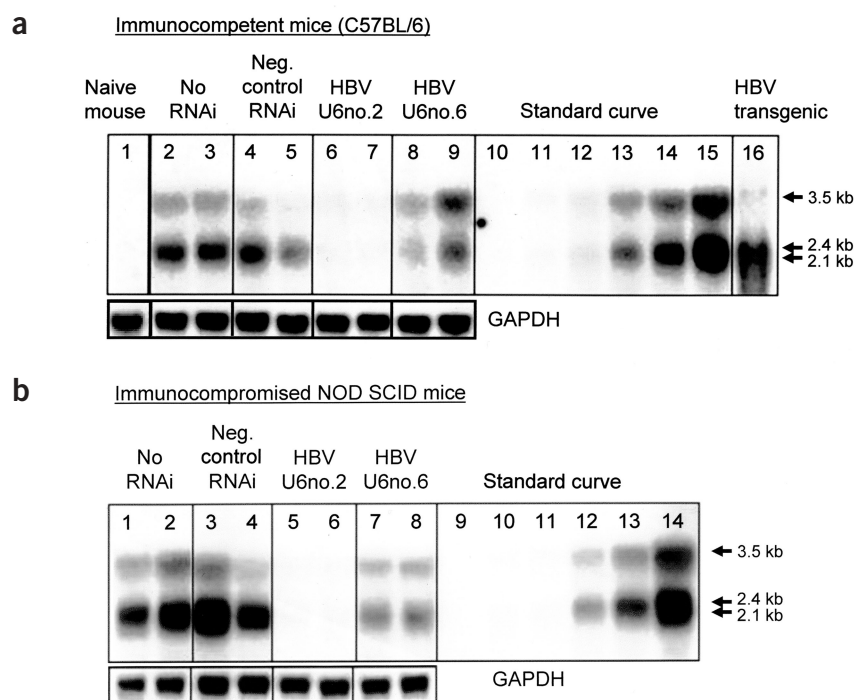 a
Immunocompetent mice (C57BL/6)
Naive mouse
No RNAi
Neg. control RNAi
HBV U6no.2
HBV U6no.6
Standard curve
HBV transgenic
1 2 3 4 5 6 7 8 9 10 11 12 13 14 15 16
3.5 kb
2.4 kb
2.1 kb
GAPDH
b
Immunocompromised NOD SCID mice
No RNAi
Neg. control RNAi
HBV U6no.2
HBV U6no.6
Standard curve
1 2 3 4 5 6 7 8 9 10 11 12 13 14
3.5 kb
2.4 kb
2.1 kb
GAPDH